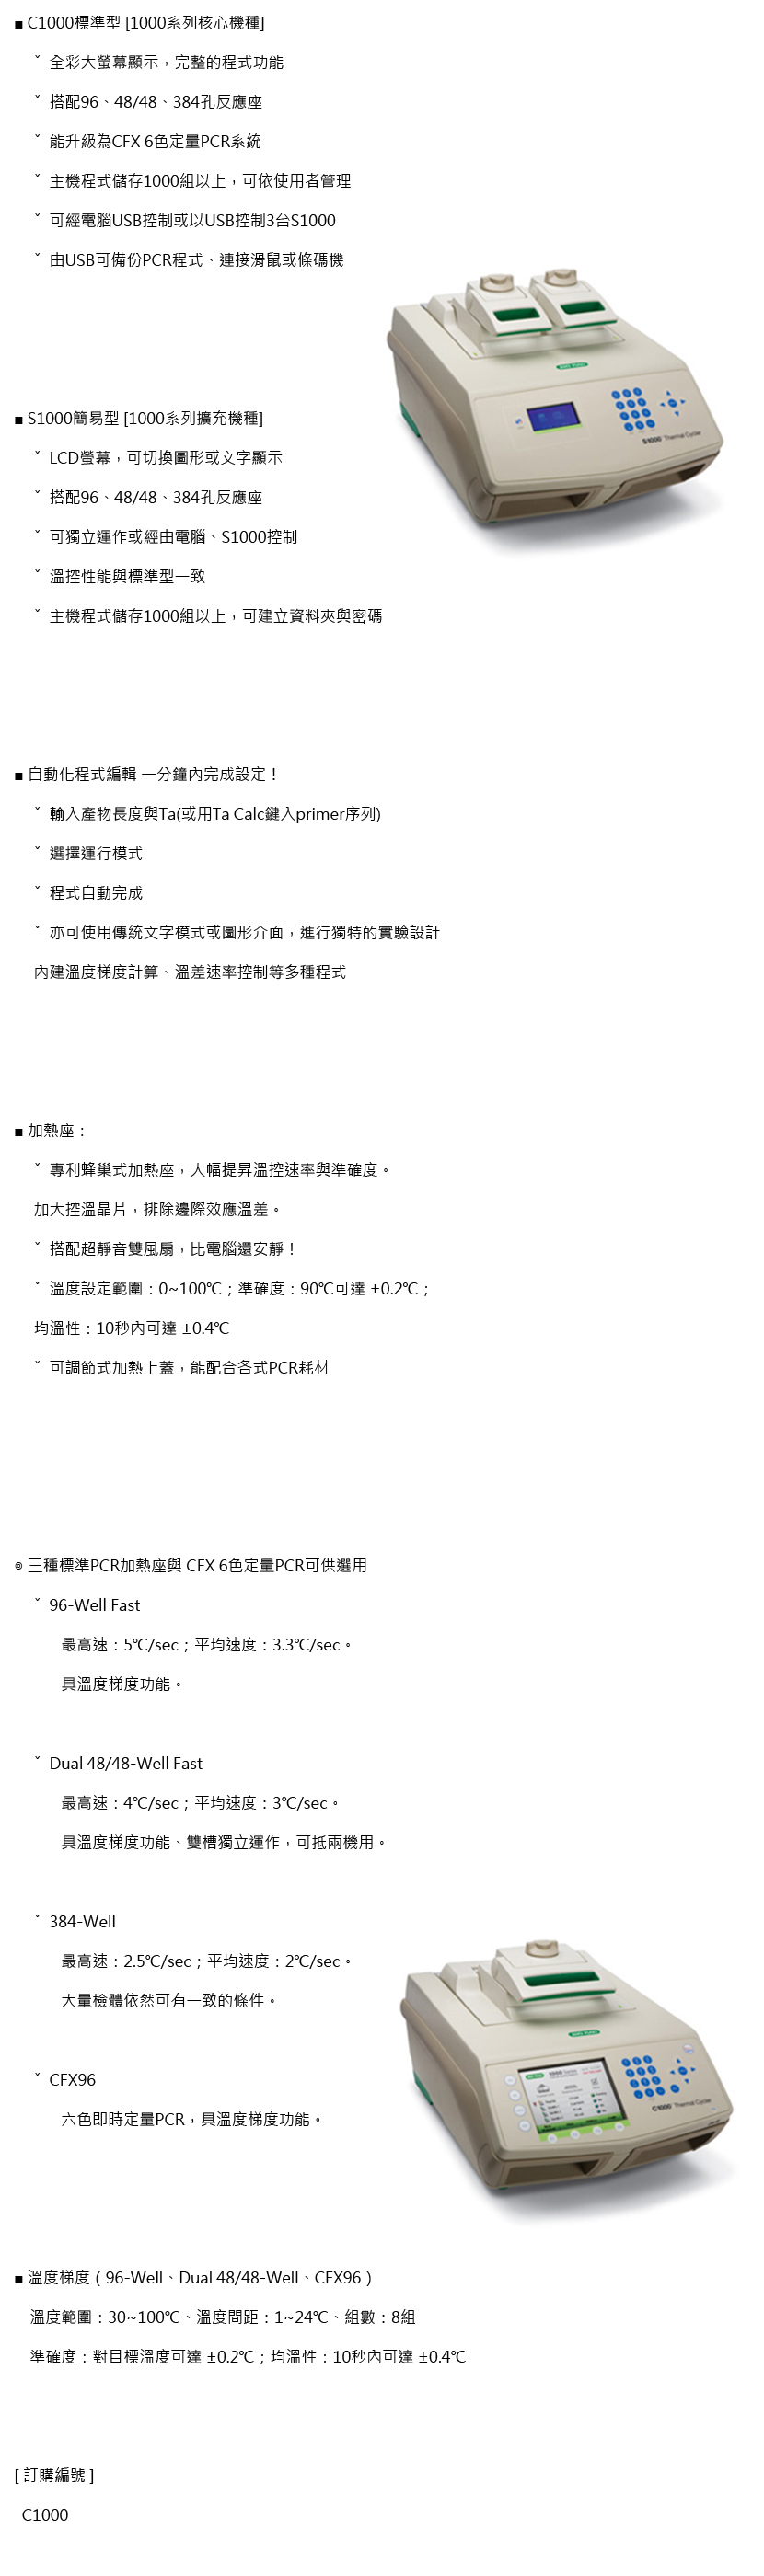 ■ C1000標準型 [1000系列核心機種]
ˇ 全彩大螢幕顯示，完整的程式功能
ˇ 搭配96、48/48、384孔反應座
ˇ 能升級為CFX 6色定量PCR系統
ˇ 主機程式儲存1000組以上，可依使用者管理
ˇ 可經電腦USB控制或以USB控制3台S1000
ˇ 由USB可備份PCR程式、連接滑鼠或條碼機
BIO-RAD
S1000 Thermal Cycler
■ S1000簡易型 [1000系列擴充機種]
ˇ LCD螢幕，可切換圖形或文字顯示
ˇ 搭配96、48/48、384孔反應座
ˇ 可獨立運作或經由電腦、S1000控制
ˇ 溫控性能與標準型一致
ˇ 主機程式儲存1000組以上，可建立資料夾與密碼
■ 自動化程式編輯 一分鐘內完成設定！
ˇ 輸入產物長度與Ta(或用Ta Calc鍵入primer序列)
ˇ 選擇運行模式
ˇ 程式自動完成
ˇ 亦可使用傳統文字模式或圖形介面，進行獨特的實驗設計
內建溫度梯度計算、溫差速率控制等多種程式
■ 加熱座：
ˇ 專利蜂巢式加熱座，大幅提昇溫控速率與準確度。
加大控溫晶片，排除邊際效應溫差。
ˇ 搭配超靜音雙風扇，比電腦還安靜！
ˇ 溫度設定範圍：0~100℃；準確度：90℃可達 ±0.2℃；
均溫性：10秒內可達 ±0.4℃
ˇ 可調節式加熱上蓋，能配合各式PCR耗材
◎ 三種標準PCR加熱座與 CFX 6色定量PCR可供選用
ˇ 96-Well Fast
最高速：5℃/sec；平均速度：3.3℃/sec。
具溫度梯度功能。
ˇ Dual 48/48-Well Fast
最高速：4℃/sec；平均速度：3℃/sec。
具溫度梯度功能、雙槽獨立運作，可抵兩機用。
ˇ 384-Well
最高速：2.5℃/sec；平均速度：2℃/sec。
大量檢體依然可有一致的條件。
ˇ CFX96
六色即時定量PCR，具溫度梯度功能。
BIO-RAD
C1000 Thermal Cycler
■ 溫度梯度 ( 96-Well、Dual 48/48-Well、CFX96 )
溫度範圍：30~100℃、溫度間距：1~24℃、組數：8組
準確度：對目標溫度可達 ±0.2℃；均溫性：10秒內可達 ±0.4℃
[ 訂購編號 ]
C1000